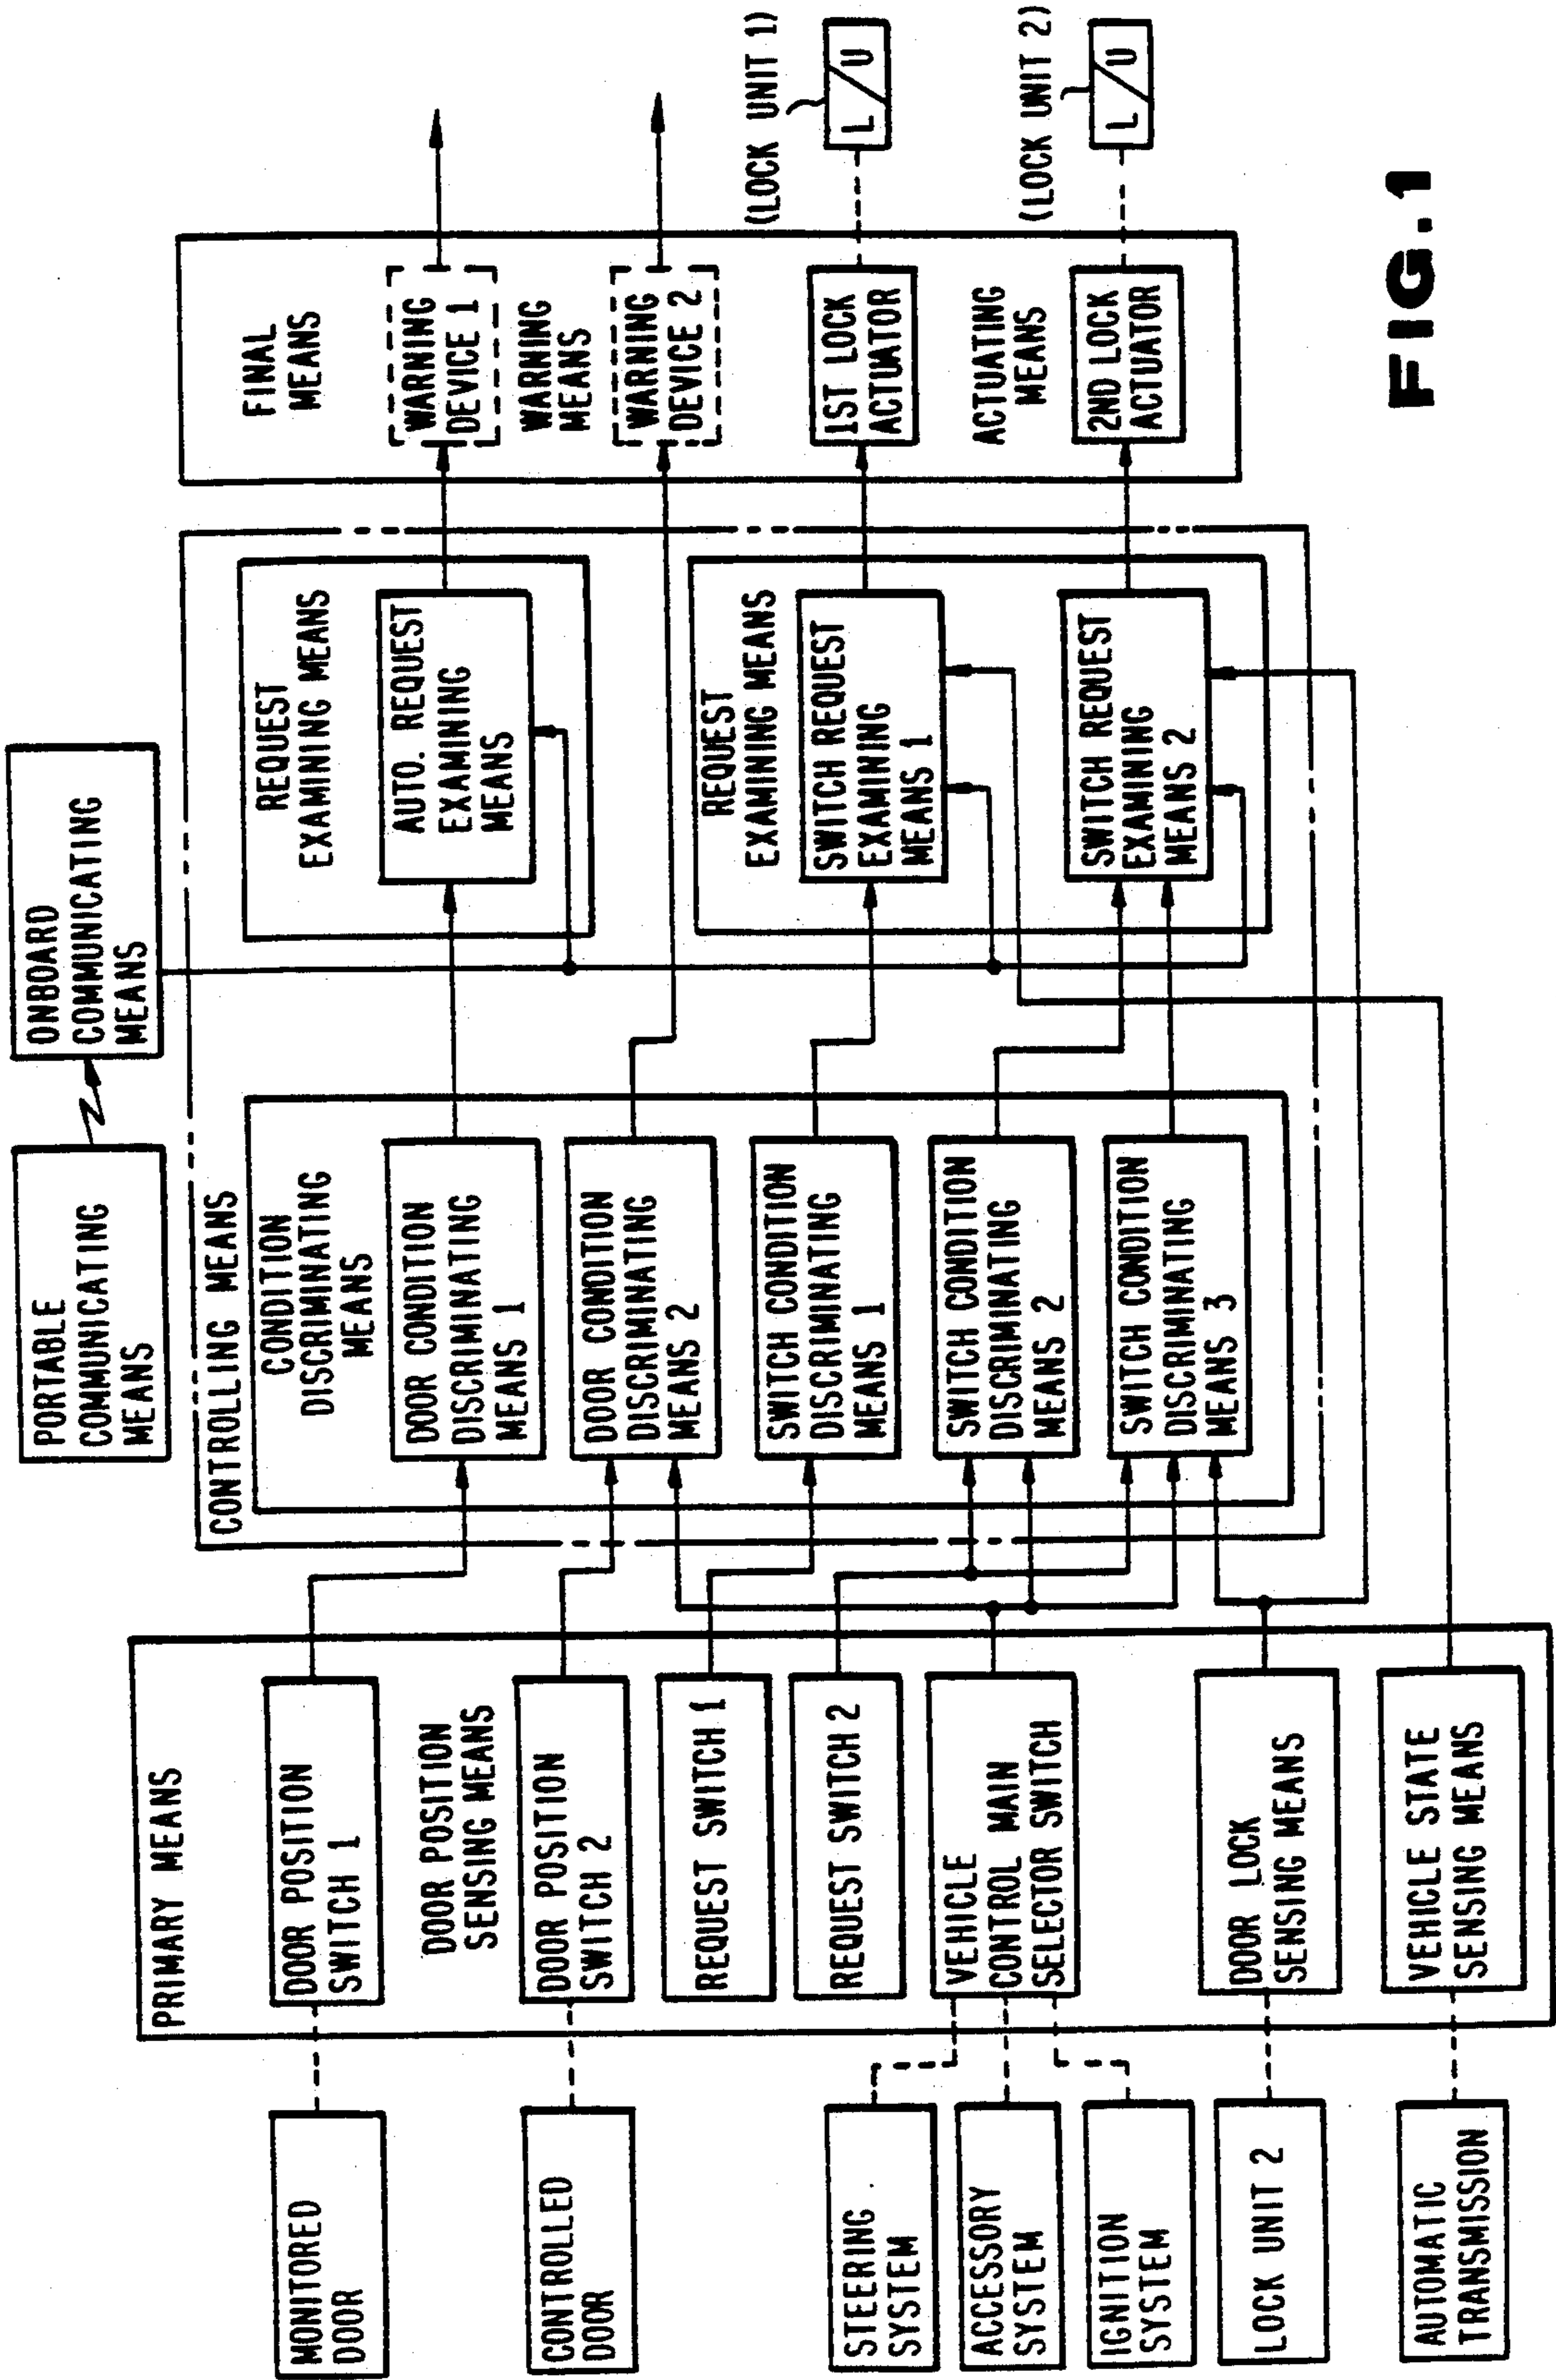 PORTABLE
COMMUNICATING
MEANS
ONBOARD
COMMUNICATING
MEANS
PRIMARY MEANS
CONTROLLING MEANS
CONDITION
DISCRIMINATING
MEANS
REQUEST
EXAMINING MEANS
FINAL
MEANS
MONITORED
DOOR
DOOR POSITION
SWITCH 1
DOOR CONDITION
DISCRIMINATING
MEANS 1
AUTO. REQUEST
EXAMINING
MEANS
WARNING
DEVICE 1
DOOR POSITION
SENSING MEANS
WARNING
MEANS
CONTROLLED
DOOR
DOOR POSITION
SWITCH 2
DOOR CONDITION
DISCRIMINATING
MEANS 2
WARNING
DEVICE 2
REQUEST SWITCH 1
SWITCH CONDITION
DISCRIMINATING
MEANS 1
REQUEST
EXAMINING MEANS
SWITCH REQUEST
EXAMINING
MEANS 1
1ST LOCK
ACTUATOR
(LOCK UNIT 1)
L/U
REQUEST SWITCH 2
STEERING
SYSTEM
ACCESSORY
SYSTEM
IGNITION
SYSTEM
VEHICLE
CONTROL MAIN
SELECTOR SWITCH
SWITCH CONDITION
DISCRIMINATING
MEANS 2
ACTUATING
MEANS
SWITCH CONDITION
DISCRIMINATING
MEANS 3
SWITCH REQUEST
EXAMINING
MEANS 2
2ND LOCK
ACTUATOR
(LOCK UNIT 2)
L/U
LOCK UNIT 2
DOOR LOCK
SENSING MEANS
AUTOMATIC
TRANSMISSION
VEHICLE STATE
SENSING MEANS
FIG.1